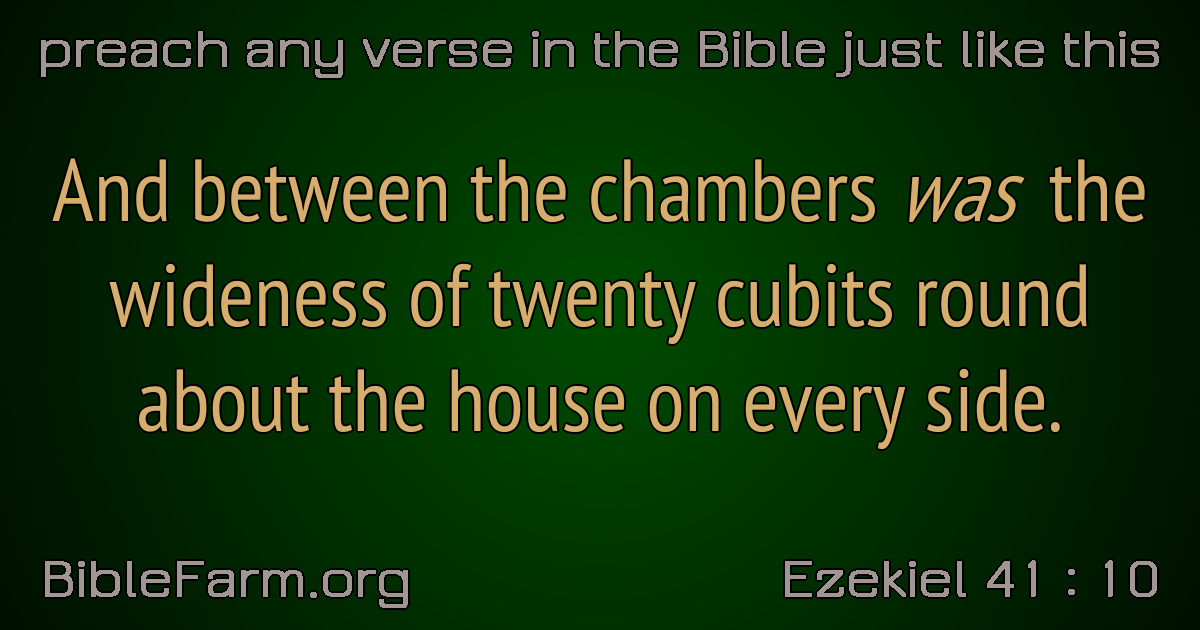 preach any verse in the Bible just like this
And between the chambers was the
wideness of twenty cubits round
about the house on every side.
BibleFarm.org
Ezekiel 41 : 10